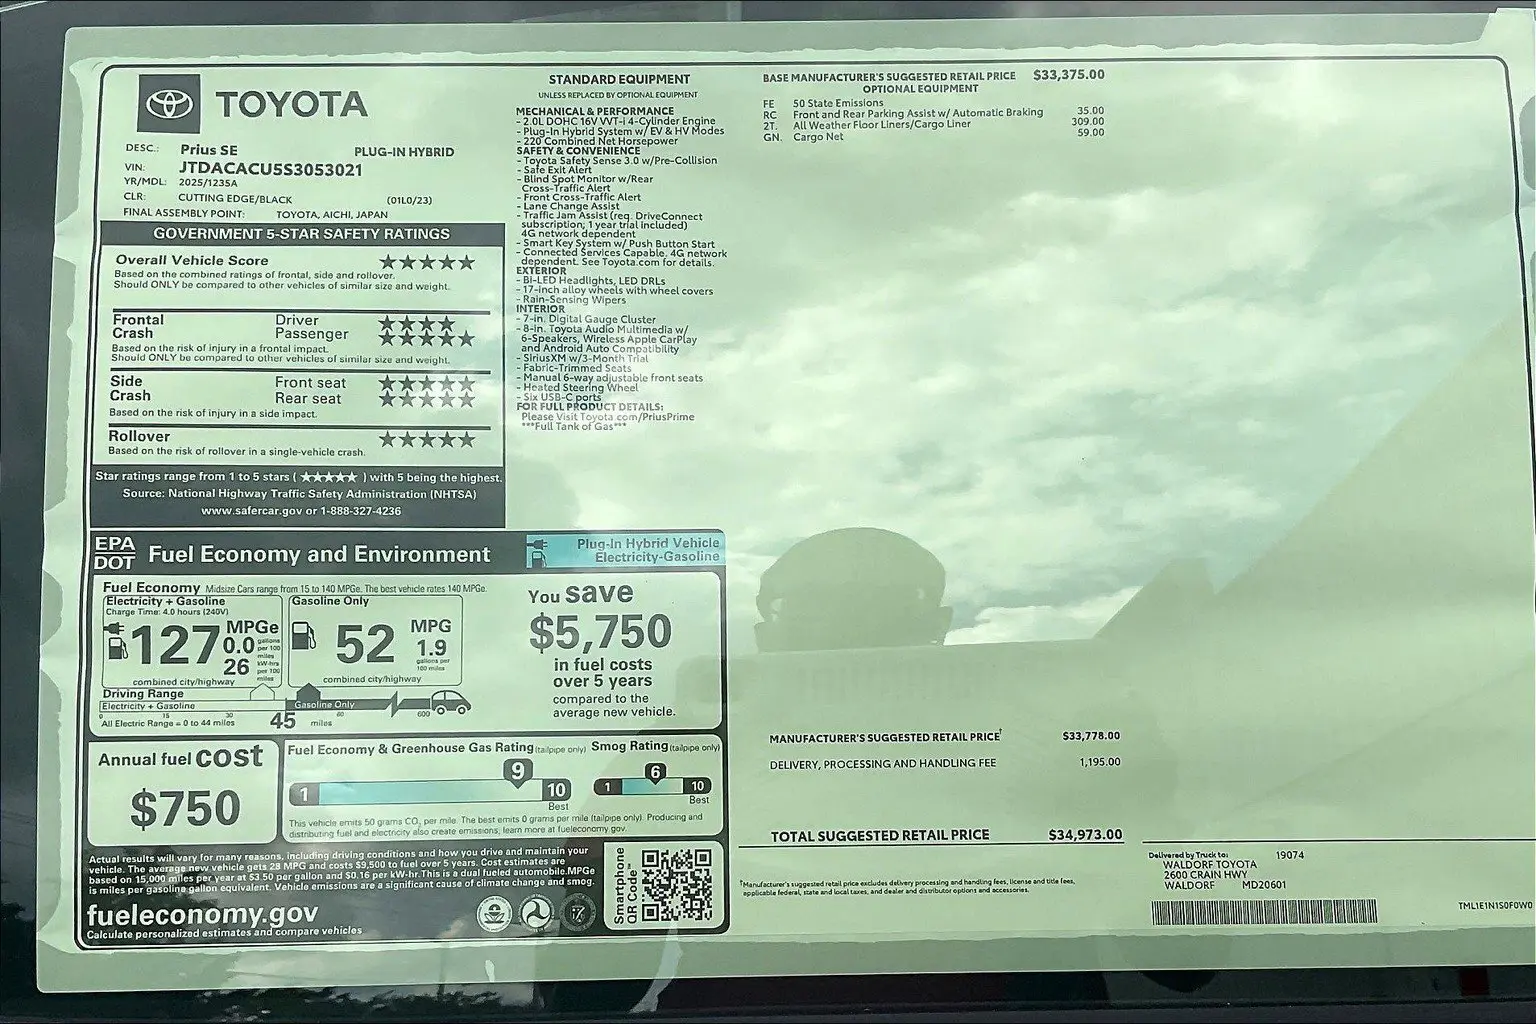 TOYOTA
DESC.: Prius SE PLUG-IN HYBRID
VIN: JTDACACU5S3053021
YR/MDL: 2025/1235A
CLR: CUTTING EDGE/BLACK (01L0/23)
FINAL ASSEMBLY POINT: TOYOTA, AICHI, JAPAN
GOVERNMENT 5-STAR SAFETY RATINGS
Overall Vehicle Score ★★★★★
Based on the combined ratings of frontal, side and rollover.
Should ONLY be compared to other vehicles of similar size and weight.
Frontal Driver ★★★★
Crash Passenger ★★★★★
Based on the risk of injury in a frontal impact.
Should ONLY be compared to other vehicles of similar size and weight.
Side Front seat ★★★★★
Crash Rear seat ★★★★★
Based on the risk of injury in a side impact.
Rollover ★★★★★
Based on the risk of rollover in a single-vehicle crash.
Star ratings range from 1 to 5 stars (★★★★★) with 5 being the highest.
Source: National Highway Traffic Safety Administration (NHTSA)
www.safercar.gov or 1-888-327-4236
STANDARD EQUIPMENT
UNLESS REPLACED BY OPTIONAL EQUIPMENT
MECHANICAL & PERFORMANCE
- 2.0L DOHC 16V VVT-i 4-Cylinder Engine
- Plug-In Hybrid System w/ EV & HV Modes
- 220 Combined Net Horsepower
SAFETY & CONVENIENCE
- Toyota Safety Sense 3.0 w/Pre-Collision
- Safe Exit Alert
- Blind Spot Monitor w/Rear
Cross-Traffic Alert
- Front Cross-Traffic Alert
- Lane Change Assist
- Traffic Jam Assist (req. DriveConnect
subscription; 1 year trial included)
4G network dependent
- Smart Key System w/ Push Button Start
- Connected Services Capable. 4G network
dependent. See Toyota.com for details.
EXTERIOR
- Bi-LED Headlights, LED DRLs
- 17-inch alloy wheels with wheel covers
- Rain-Sensing Wipers
INTERIOR
- 7-in. Digital Gauge Cluster
- 8-in. Toyota Audio Multimedia w/
6-Speakers, Wireless Apple CarPlay
and Android Auto Compatibility
- SiriusXM w/3-Month Trial
- Fabric-Trimmed Seats
- Manual 6-way adjustable front seats
- Heated Steering Wheel
- Six USB-C ports
FOR FULL PRODUCT DETAILS:
Please Visit Toyota.com/PriusPrime
***Full Tank of Gas***
BASE MANUFACTURER'S SUGGESTED RETAIL PRICE $33,375.00
OPTIONAL EQUIPMENT
FE 50 State Emissions
RC Front and Rear Parking Assist w/ Automatic Braking 35.00
2T. All Weather Floor Liners/Cargo Liner 309.00
GN. Cargo Net 59.00
EPA
DOT
Fuel Economy and Environment
Plug-In Hybrid Vehicle
Electricity-Gasoline
Fuel Economy Midsize Cars range from 15 to 140 MPGe. The best vehicle rates 140 MPGe.
Electricity + Gasoline
Charge Time: 4.0 hours (240V)
127 MPGe
0.0 gallons per 100 miles
26 kW-hrs per 100 miles
combined city/highway
Gasoline Only
52 MPG
1.9 gallons per 100 miles
combined city/highway
Driving Range
Electricity + Gasoline Gasoline Only
0 15 30 45 60 600 miles
All Electric Range = 0 to 44 miles
You save
$5,750
in fuel costs
over 5 years
compared to the
average new vehicle.
Annual fuel cost
$750
Fuel Economy & Greenhouse Gas Rating (tailpipe only)
1 9 10
Best
Smog Rating (tailpipe only)
1 6 10
Best
This vehicle emits 50 grams CO2 per mile. The best emits 0 grams per mile (tailpipe only). Producing and
distributing fuel and electricity also create emissions; learn more at fueleconomy.gov.
Actual results will vary for many reasons, including driving conditions and how you drive and maintain your
vehicle. The average new vehicle gets 28 MPG and costs $9,500 to fuel over 5 years. Cost estimates are
based on 15,000 miles per year at $3.50 per gallon and $0.16 per kW-hr. This is a dual fueled automobile. MPGe
is miles per gasoline gallon equivalent. Vehicle emissions are a significant cause of climate change and smog.
fueleconomy.gov
Calculate personalized estimates and compare vehicles
Smartphone
QR Code™
MANUFACTURER'S SUGGESTED RETAIL PRICE† $33,778.00
DELIVERY, PROCESSING AND HANDLING FEE 1,195.00
TOTAL SUGGESTED RETAIL PRICE $34,973.00
†Manufacturer's suggested retail price excludes delivery processing and handling fees, license and title fees,
applicable federal, state and local taxes, and dealer and distributor options and accessories.
Delivered by Truck to: 19074
WALDORF TOYOTA
2600 CRAIN HWY
WALDORF MD20601
TML1E1N1S0F0W0